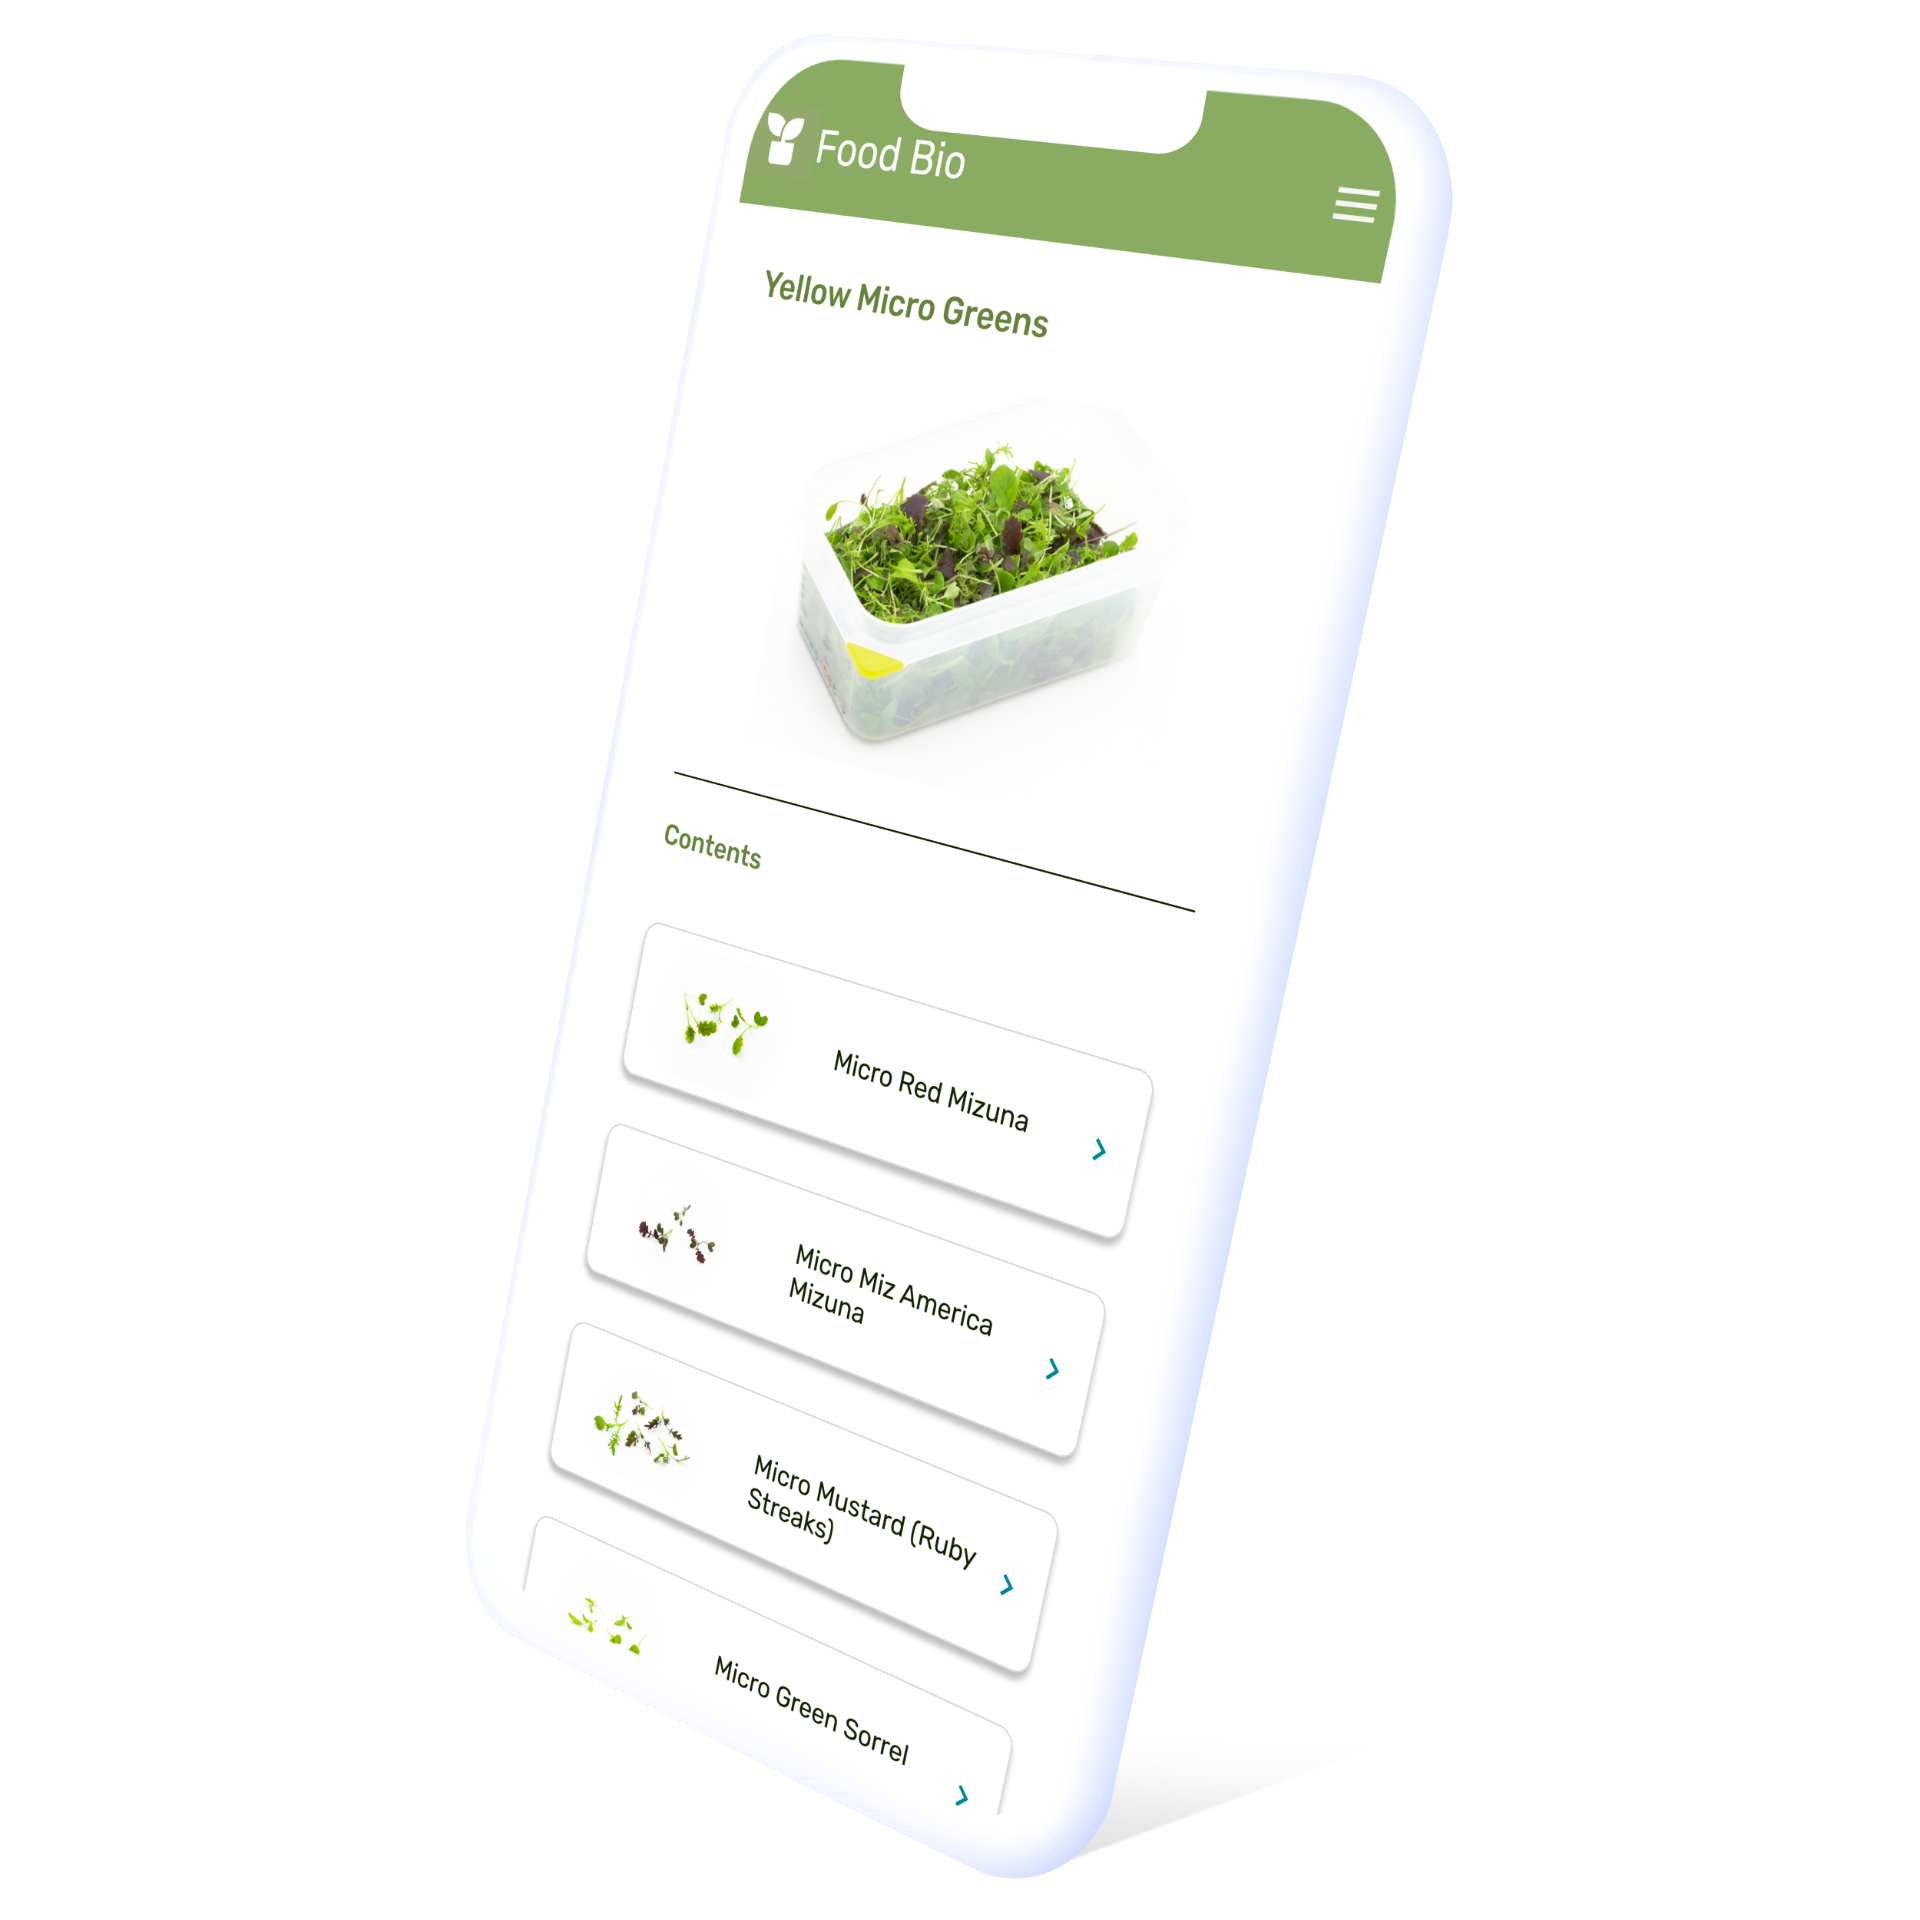 Food Bio
Yellow Micro Greens
Contents
Micro Red Mizuna
Micro Miz America
Mizuna
Micro Mustard (Ruby
Streaks)
Micro Green Sorrel